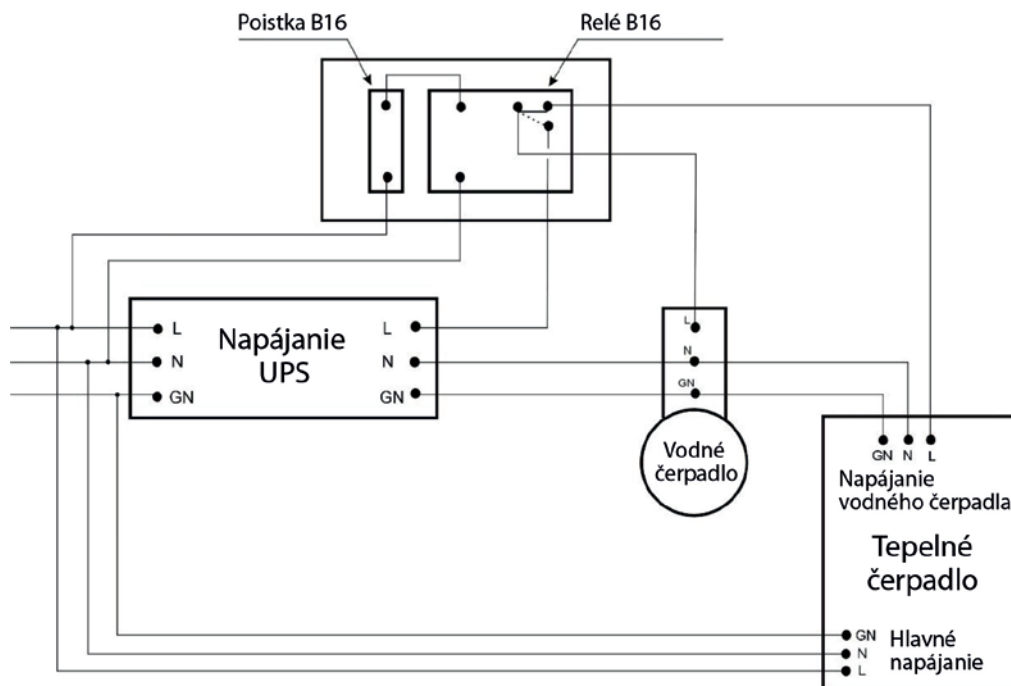 Poistka B16
Relé B16
L
N
GN
Napájanie
UPS
L
N
GN
L
N
GN
Vodné
čerpadlo
GN N L
Napájanie
vodného čerpadla
Tepelné
čerpadlo
GN
N
L
Hlavné
napájanie